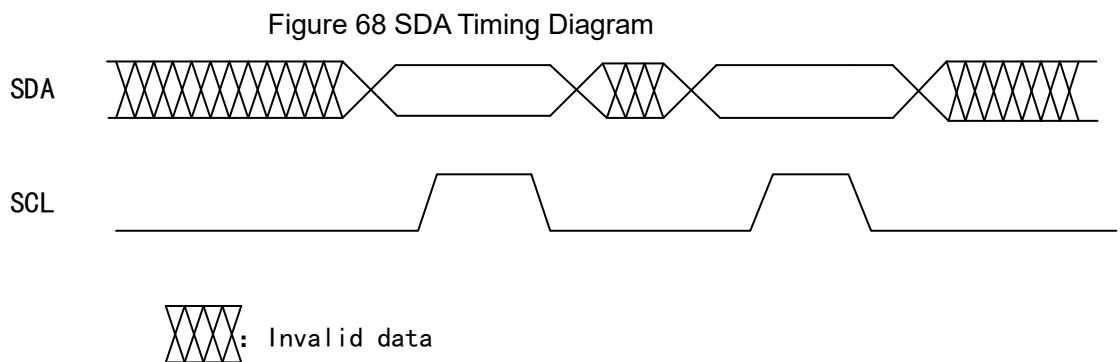 Figure 68 SDA Timing Diagram
SDA
SCL
: Invalid data